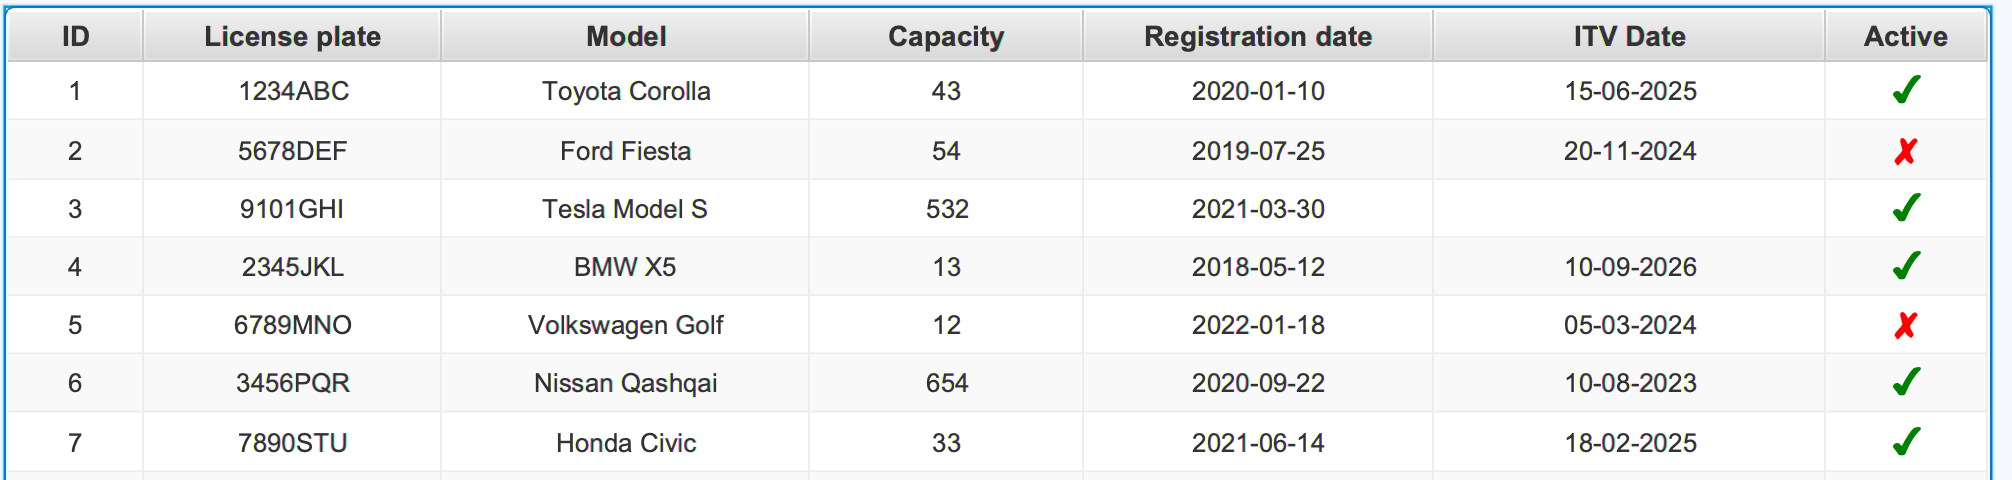 ID License plate Model Capacity Registration date ITV Date Active
1 1234ABC Toyota Corolla 43 2020-01-10 15-06-2025 ✔
2 5678DEF Ford Fiesta 54 2019-07-25 20-11-2024 ✘
3 9101GHI Tesla Model S 532 2021-03-30 ✔
4 2345JKL BMW X5 13 2018-05-12 10-09-2026 ✔
5 6789MNO Volkswagen Golf 12 2022-01-18 05-03-2024 ✘
6 3456PQR Nissan Qashqai 654 2020-09-22 10-08-2023 ✔
7 7890STU Honda Civic 33 2021-06-14 18-02-2025 ✔